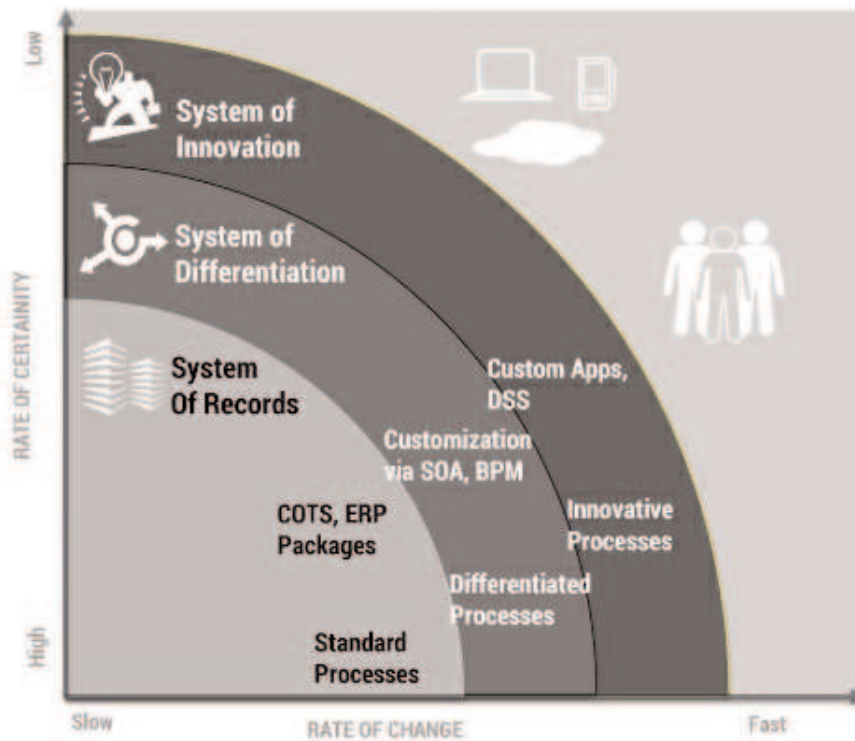 Low
System of
Innovation
System of
Differentiation
RATE OF CERTAINITY
System
Of Records
Custom Apps,
DSS
Customization
via SOA, BPM
COTS, ERP
Packages
Innovative
Processes
Differentiated
Processes
Standard
Processes
High
Slow
RATE OF CHANGE
Fast